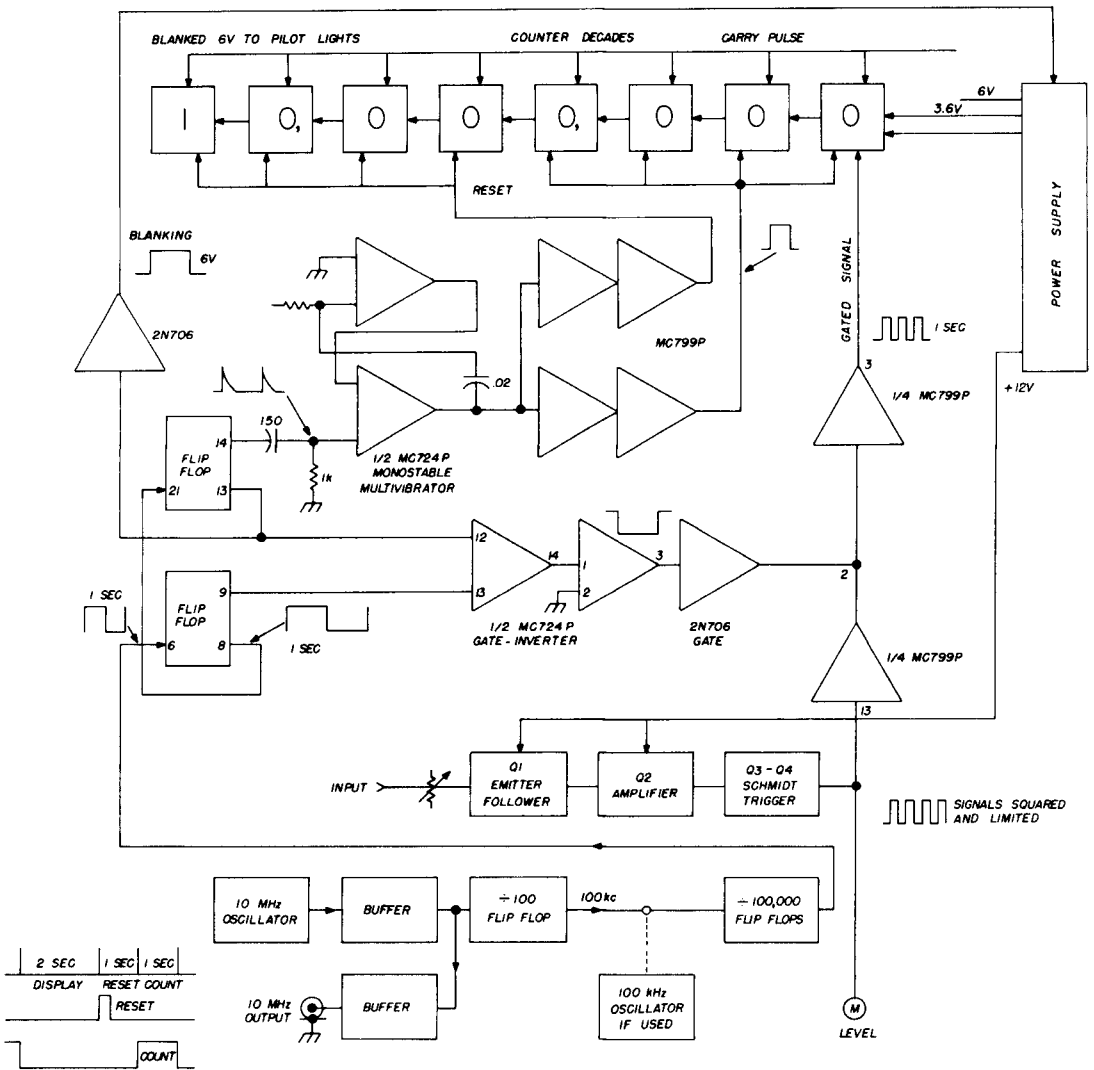 BLANKED 6V TO PILOT LIGHTS
COUNTER DECADES
CARRY PULSE
1
0,
0
0
0,
0
0
0
6V
3.6V
POWER SUPPLY
RESET
BLANKING
6V
2N706
GATED SIGNAL
1 SEC
MC799P
3
+12V
1/4 MC799P
.02
150
14
FLIP
FLOP
21
13
1K
1/2 MC724P
MONOSTABLE
MULTIVIBRATOR
12
14
1
3
2
13
2
1 SEC
9
FLIP
FLOP
6
8
1 SEC
1/2 MC724P
GATE-INVERTER
2N706
GATE
1/4 MC799P
13
INPUT
Q1
EMITTER
FOLLOWER
Q2
AMPLIFIER
Q3-Q4
SCHMIDT
TRIGGER
SIGNALS SQUARED
AND LIMITED
10 MHz
OSCILLATOR
BUFFER
÷100
FLIP FLOP
100kc
÷100,000
FLIP FLOPS
2 SEC
1 SEC
1 SEC
DISPLAY
RESET
COUNT
RESET
COUNT
10 MHz
OUTPUT
BUFFER
100 kHz
OSCILLATOR
IF USED
M
LEVEL